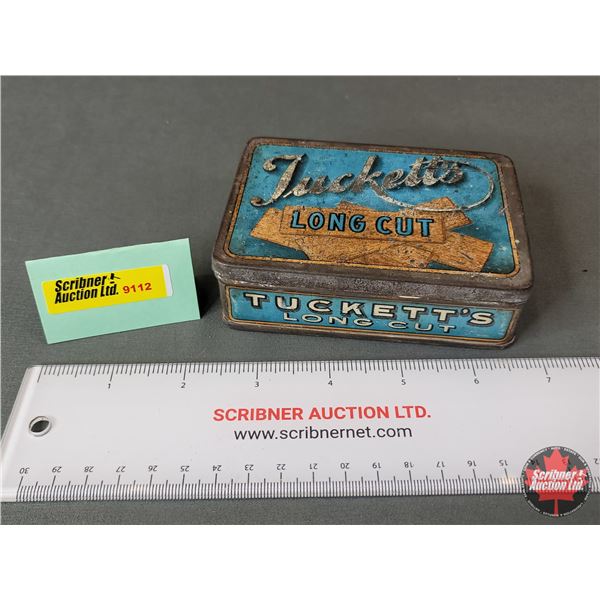 Tuckett's
LONG CUT
TUCKETT'S
LONG CUT
Scribner
Auction Ltd. 9112
1 2 3 4 5 6 7
SCRIBNER AUCTION LTD.
www.scribnernet.com
30 29 28 27 26 25 24 23 22 21 20 19 18 17 16 15 12
Scribner
Auction Ltd.